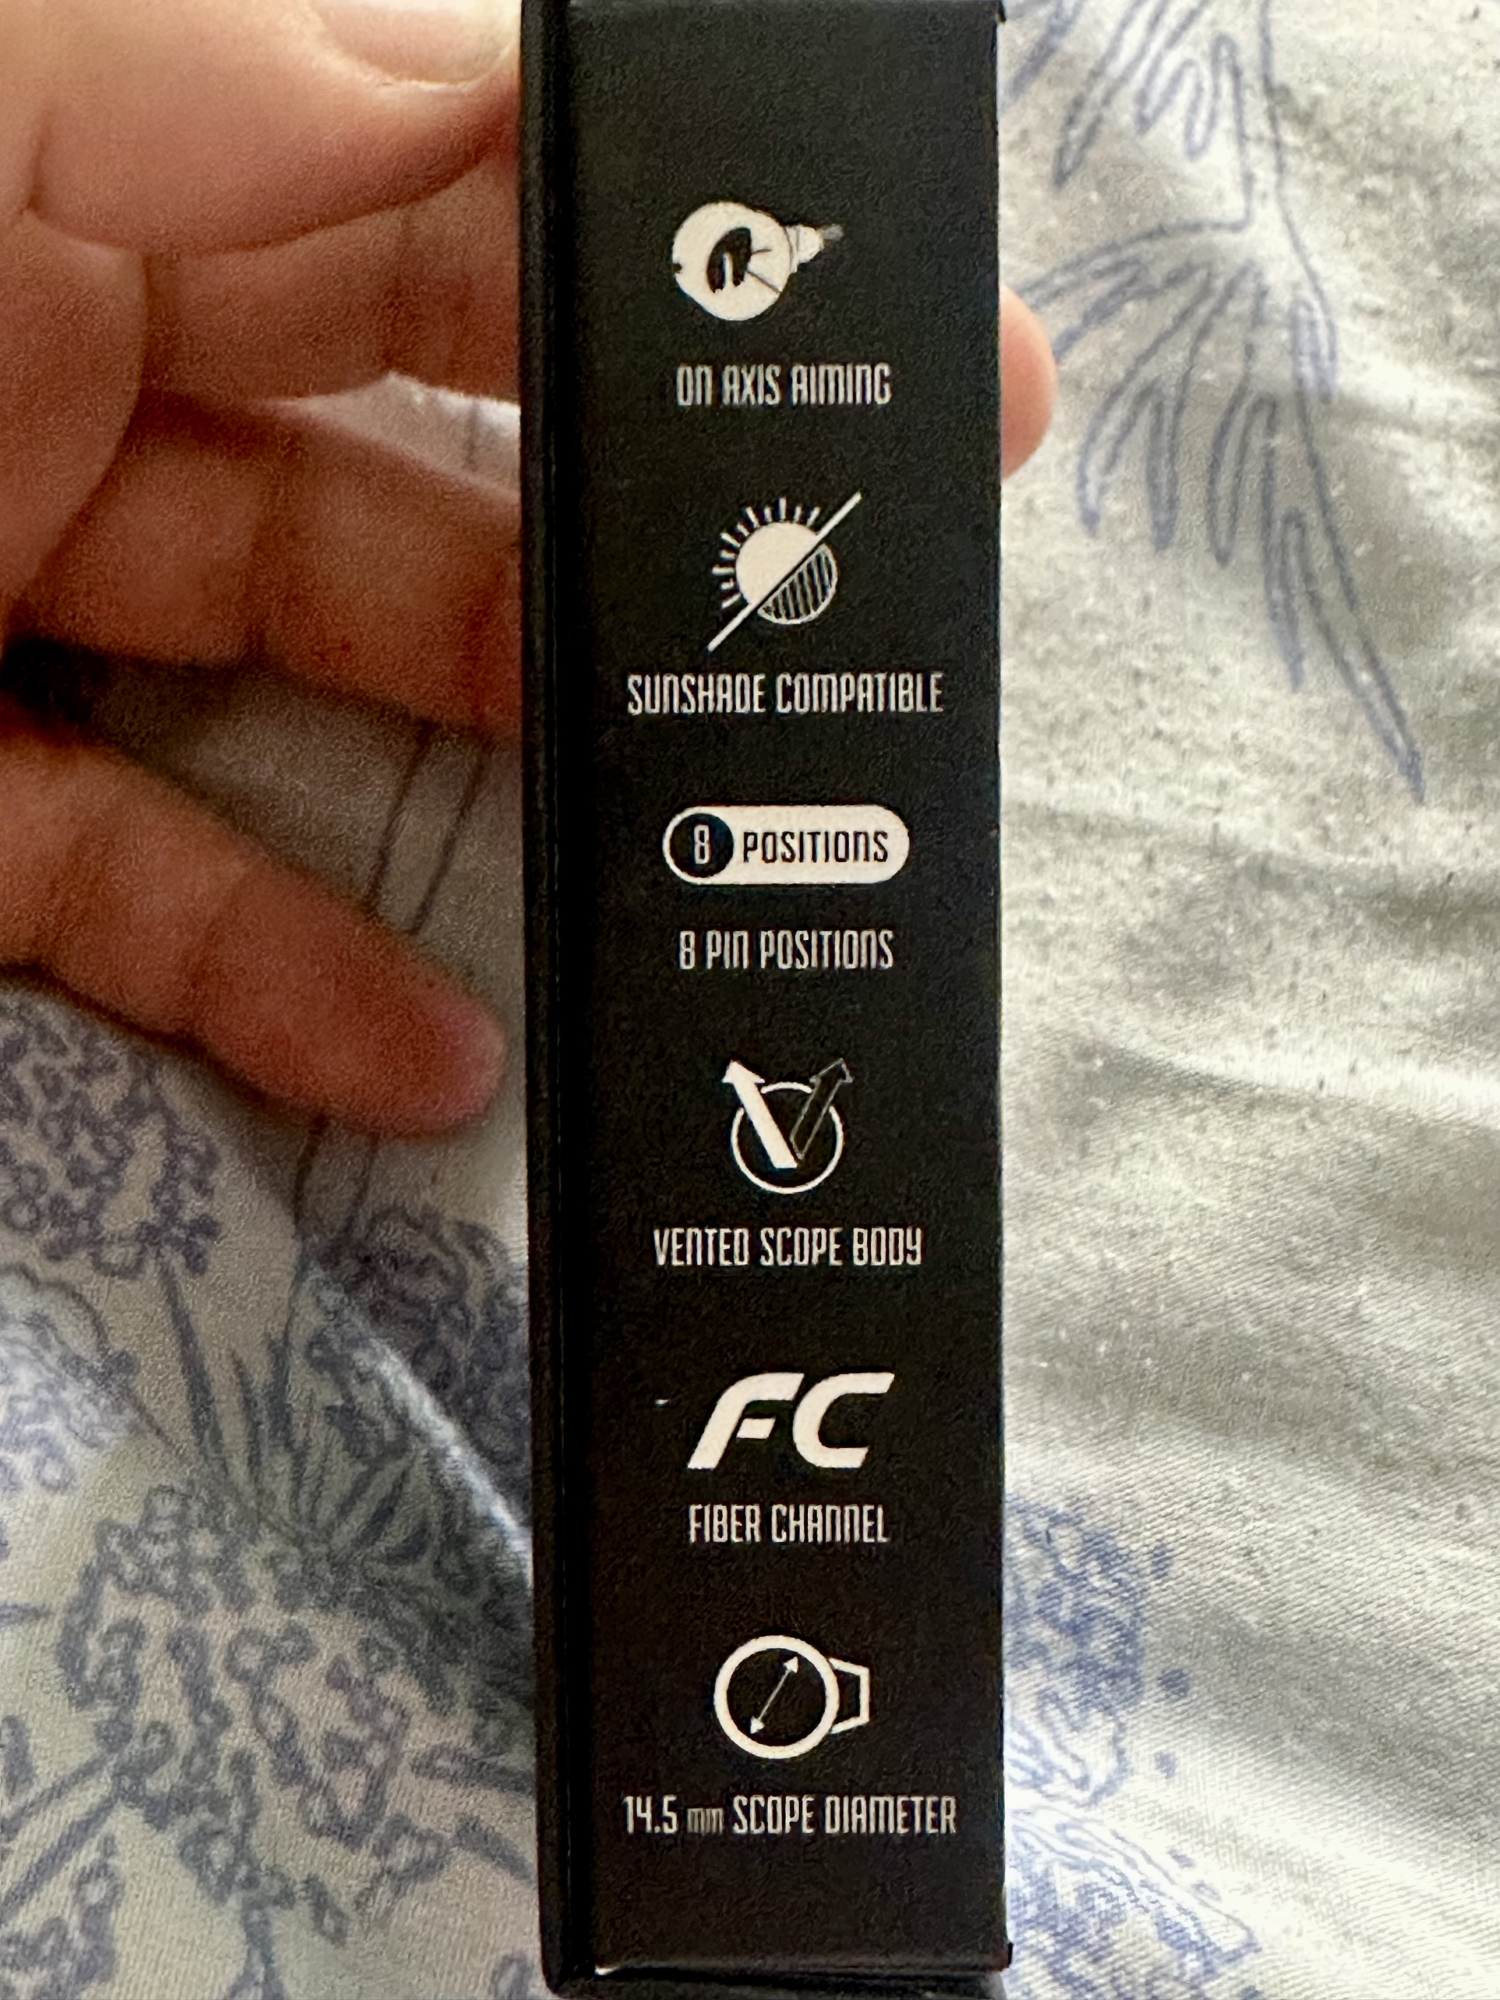 ON AXIS AIMING
SUNSHADE COMPATIBLE
8 POSITIONS
8 PIN POSITIONS
V
VENTED SCOPE BODY
FC
FIBER CHANNEL
14.5 mm SCOPE DIAMETER